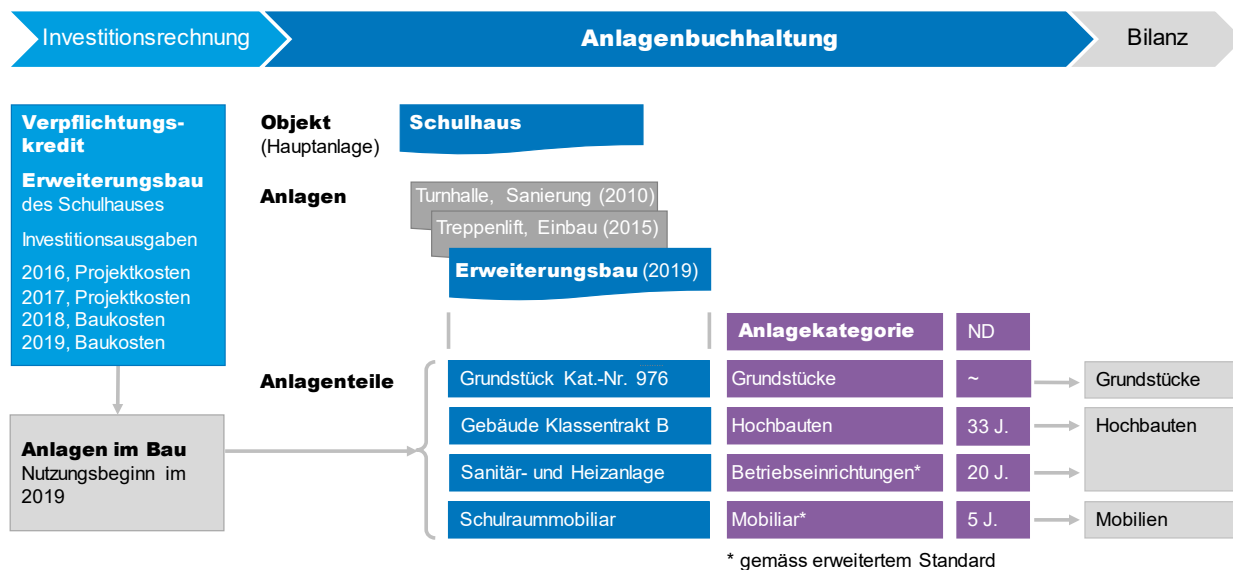 Investitionsrechnung
Anlagenbuchhaltung
Bilanz
Verpflichtungs-
kredit
Erweiterungsbau
des Schulhauses
Investitionsausgaben
2016, Projektkosten
2017, Projektkosten
2018, Baukosten
2019, Baukosten
Anlagen im Bau
Nutzungsbeginn im
2019
Objekt
(Hauptanlage)
Schulhaus
Anlagen
Turnhalle, Sanierung (2010)
Treppenlift, Einbau (2015)
Erweiterungsbau (2019)
Anlagekategorie
ND
Anlagenteile
Grundstück Kat.-Nr. 976
Grundstücke
~
Grundstücke
Gebäude Klassentrakt B
Hochbauten
33 J.
Hochbauten
Sanitär- und Heizanlage
Betriebseinrichtungen*
20 J.
Schulraummobiliar
Mobiliar*
5 J.
Mobilien
* gemäss erweitertem Standard